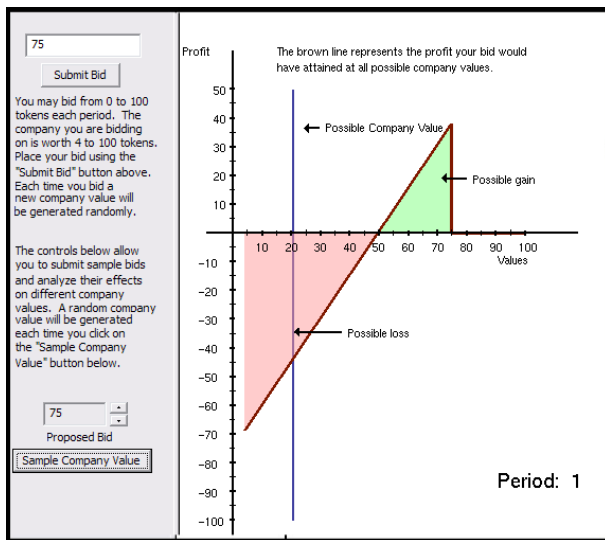 75
Submit Bid
You may bid from 0 to 100
tokens each period. The
company you are bidding
on is worth 4 to 100 tokens.
Place your bid using the
"Submit Bid" button above.
Each time vou bid a
new company value will
be generated randomly.
The controls below allow
you to submit sample bids
and analyze their effects
on different company
values. A random company
value will be generated
each time you click on
the "Sample Company
Value" button below.
75
Proposed Bid
Sample Company Value
Profit
The brown line represents the profit your bid would
have attained at all possible company values.
50
40
30
20
10
-10
-20
-30
-40
-50
-60
-70
-80
-90
-100
10 20 30 35 40 50 60 70 80 90 100
Values
Possible Company Value
Possible gain
Possible loss
Period: 1